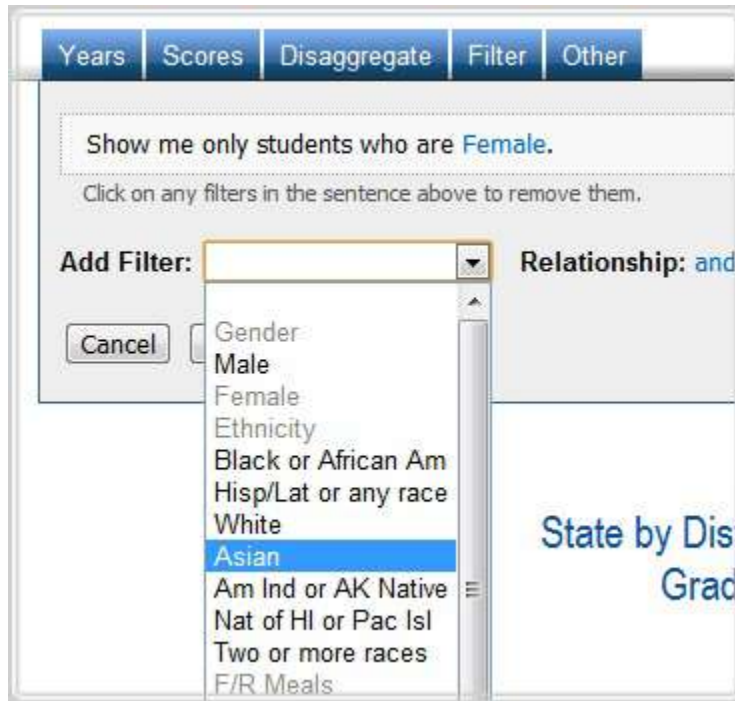 Years Scores Disaggregate Filter Other
Show me only students who are Female.
Click on any filters in the sentence above to remove them.
Add Filter: Relationship: and
Cancel
Gender
Male
Female
Ethnicity
Black or African Am
Hisp/Lat or any race
White
Asian
Am Ind or AK Native
Nat of HI or Pac Isl
Two or more races
F/R Meals
State by Dis
Grad